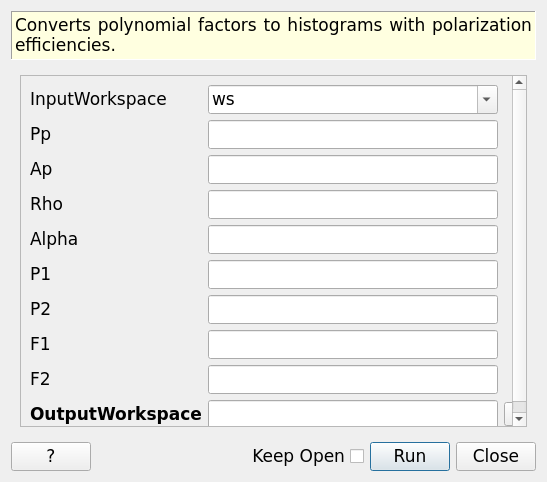 Converts polynomial factors to histograms with polarization
efficiencies.
InputWorkspace ws
Pp
Ap
Rho
Alpha
P1
P2
F1
F2
OutputWorkspace
? Keep Open Run Close